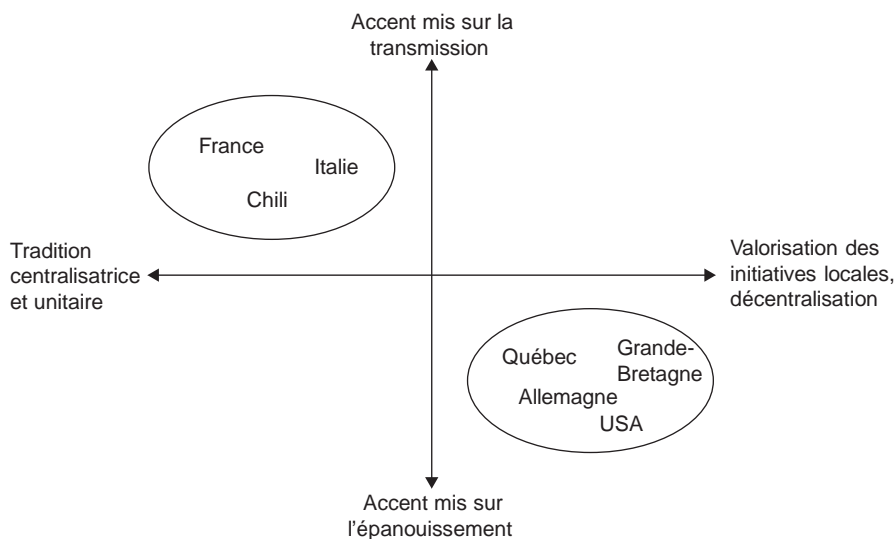 Accent mis sur la
transmission
France
Italie
Chili
Tradition
centralisatrice
et unitaire
Valorisation des
initiatives locales,
décentralisation
Québec
Grande-
Bretagne
Allemagne
USA
Accent mis sur
l'épanouissement